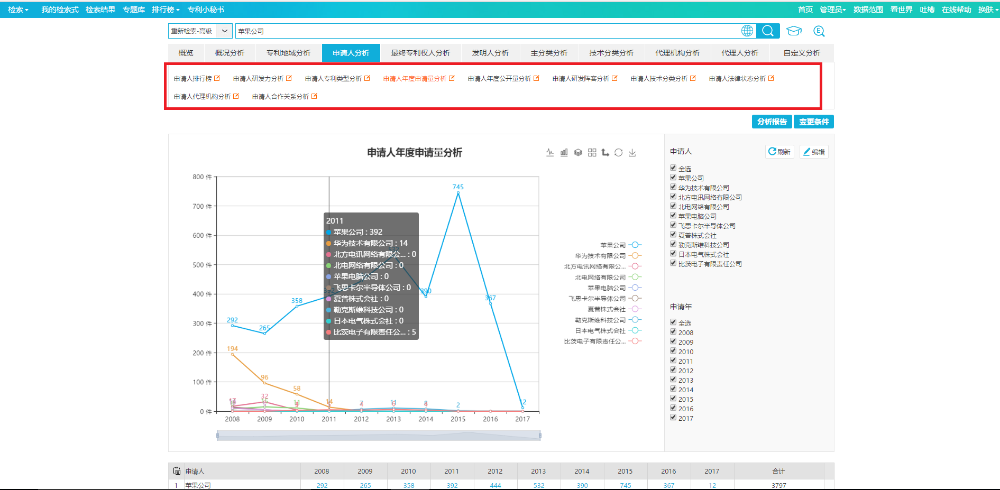 检索 我的检索式 检索结果 专题库 排行榜 专利小秘书 首页 管理员 数据范围 看世界 吐槽 在线帮助 换肤
重新检索-高级 苹果公司
概览 概况分析 专利地域分析 申请人分析 最终专利权人分析 发明人分析 主分类分析 技术分类分析 代理机构分析 代理人分析 自定义分析
申请人排行榜 申请人研发力分析 申请人专利类型分析 申请人年度申请量分析 申请人年度公开量分析 申请人研发阵容分析 申请人技术分类分析 申请人法律状态分析
申请人代理机构分析 申请人合作关系分析
分析报告 变更条件
申请人年度申请量分析
800 件
700 件
600 件
500 件
400 件
300 件
200 件
100 件
0 件
745
390
367
358
292
265
194
96
58
14
32
17
7
11
8
2
12
2011
苹果公司 : 392
华为技术有限公司 : 14
北方电讯网络有限公... : 0
北电网络有限公司 : 0
苹果电脑公司 : 0
飞思卡尔半导体公司 : 0
夏普株式会社 : 0
勒克斯维科技公司 : 0
日本电气株式会社 : 0
比茨电子有限责任公... : 5
2008 2009 2010 2011 2012 2013 2014 2015 2016 2017
苹果公司
华为技术有限公司
北方电讯网络有限公...
北电网络有限公司
苹果电脑公司
飞思卡尔半导体公司
夏普株式会社
勒克斯维科技公司
日本电气株式会社
比茨电子有限责任公...
申请人 刷新 编辑
全选
苹果公司
华为技术有限公司
北方电讯网络有限公司
北电网络有限公司
苹果电脑公司
飞思卡尔半导体公司
夏普株式会社
勒克斯维科技公司
日本电气株式会社
比茨电子有限责任公司
申请年
全选
2008
2009
2010
2011
2012
2013
2014
2015
2016
2017
申请人 2008 2009 2010 2011 2012 2013 2014 2015 2016 2017 合计
1 苹果公司 292 265 358 392 444 532 390 745 367 12 3797